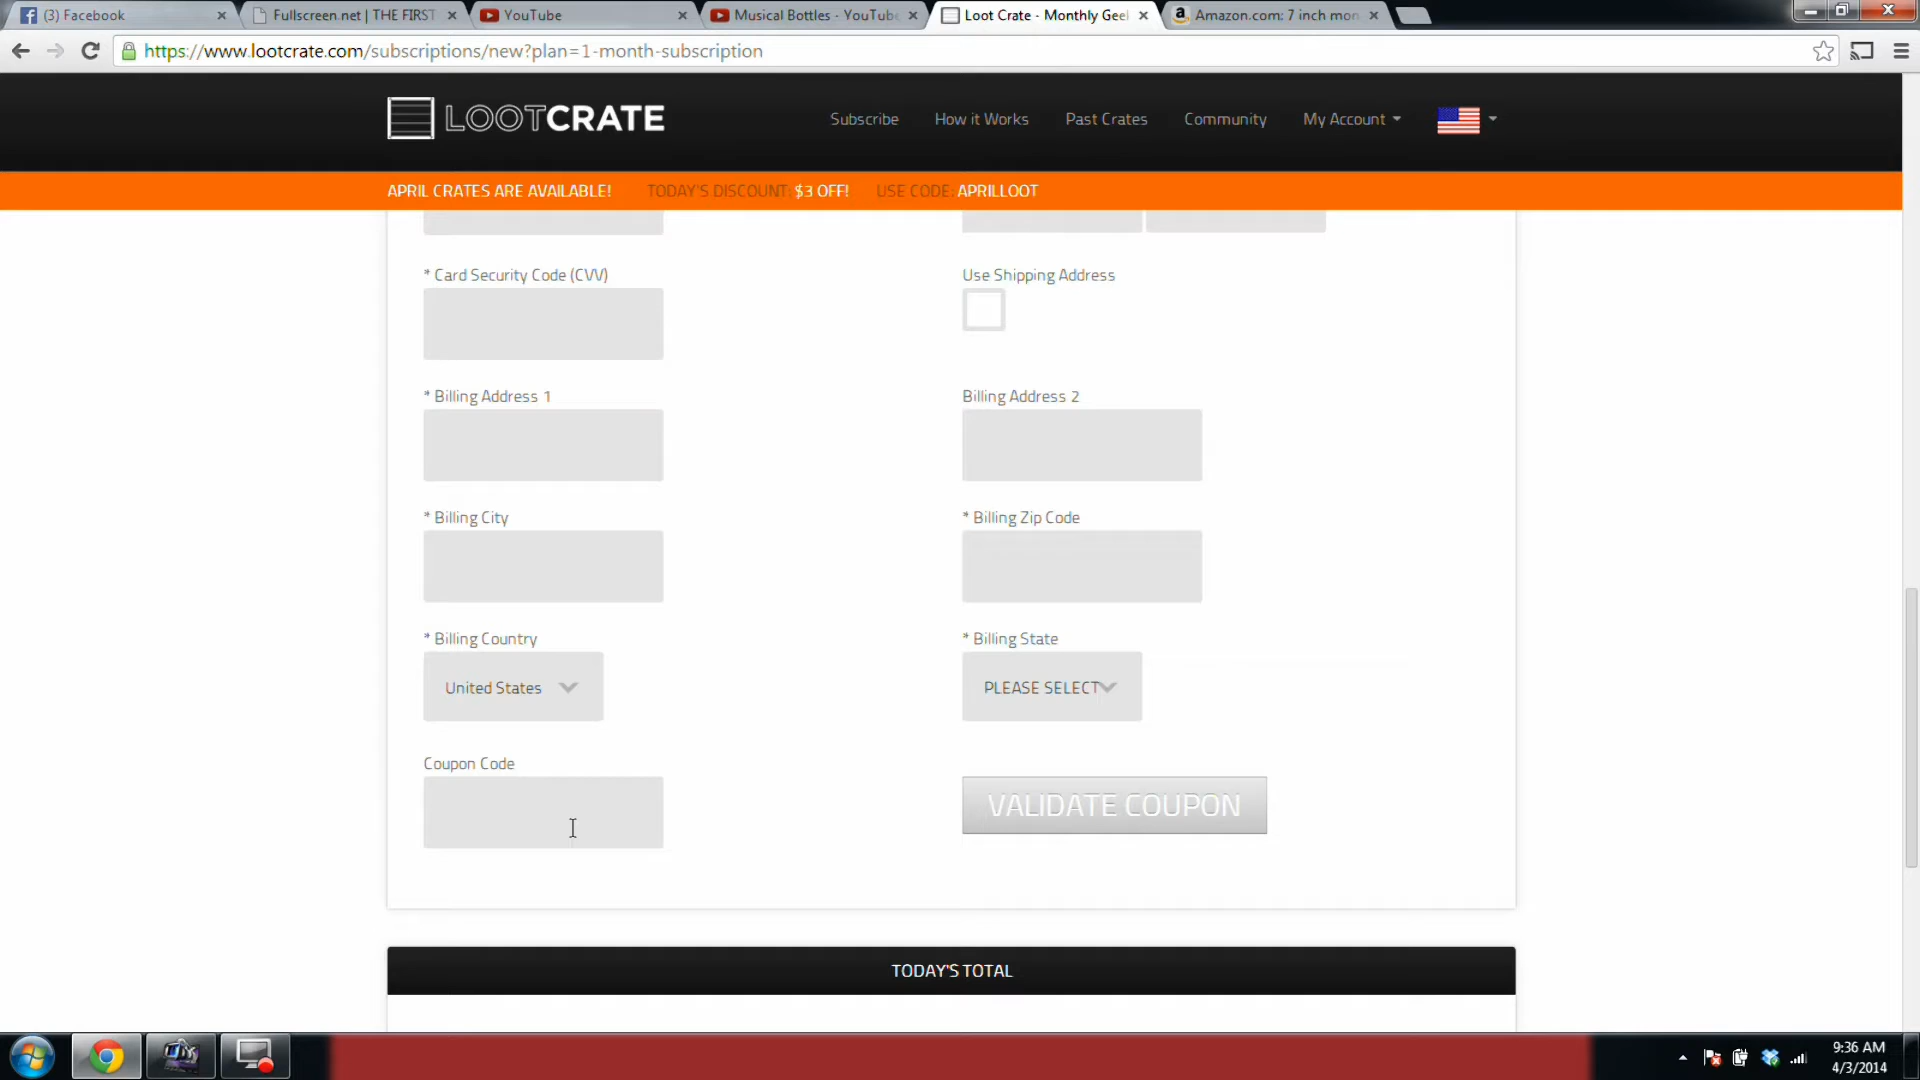 (3) Facebook
Fullscreen.net | THE FIRST
YouTube
Musical Bottles - YouTube
Loot Crate - Monthly Gee
Amazon.com: 7 inch mon
https://www.lootcrate.com/subscriptions/new?plan=1-month-subscription
LOOTCRATE
Subscribe
How it Works
Past Crates
Community
My Account
APRIL CRATES ARE AVAILABLE! TODAY'S DISCOUNT: $3 OFF! USE CODE: APRILLOOT
* Card Security Code (CVV)
Use Shipping Address
* Billing Address 1
Billing Address 2
* Billing City
* Billing Zip Code
* Billing Country
* Billing State
United States
PLEASE SELECT
Coupon Code
VALIDATE COUPON
TODAY'S TOTAL
9:36 AM
4/3/2014